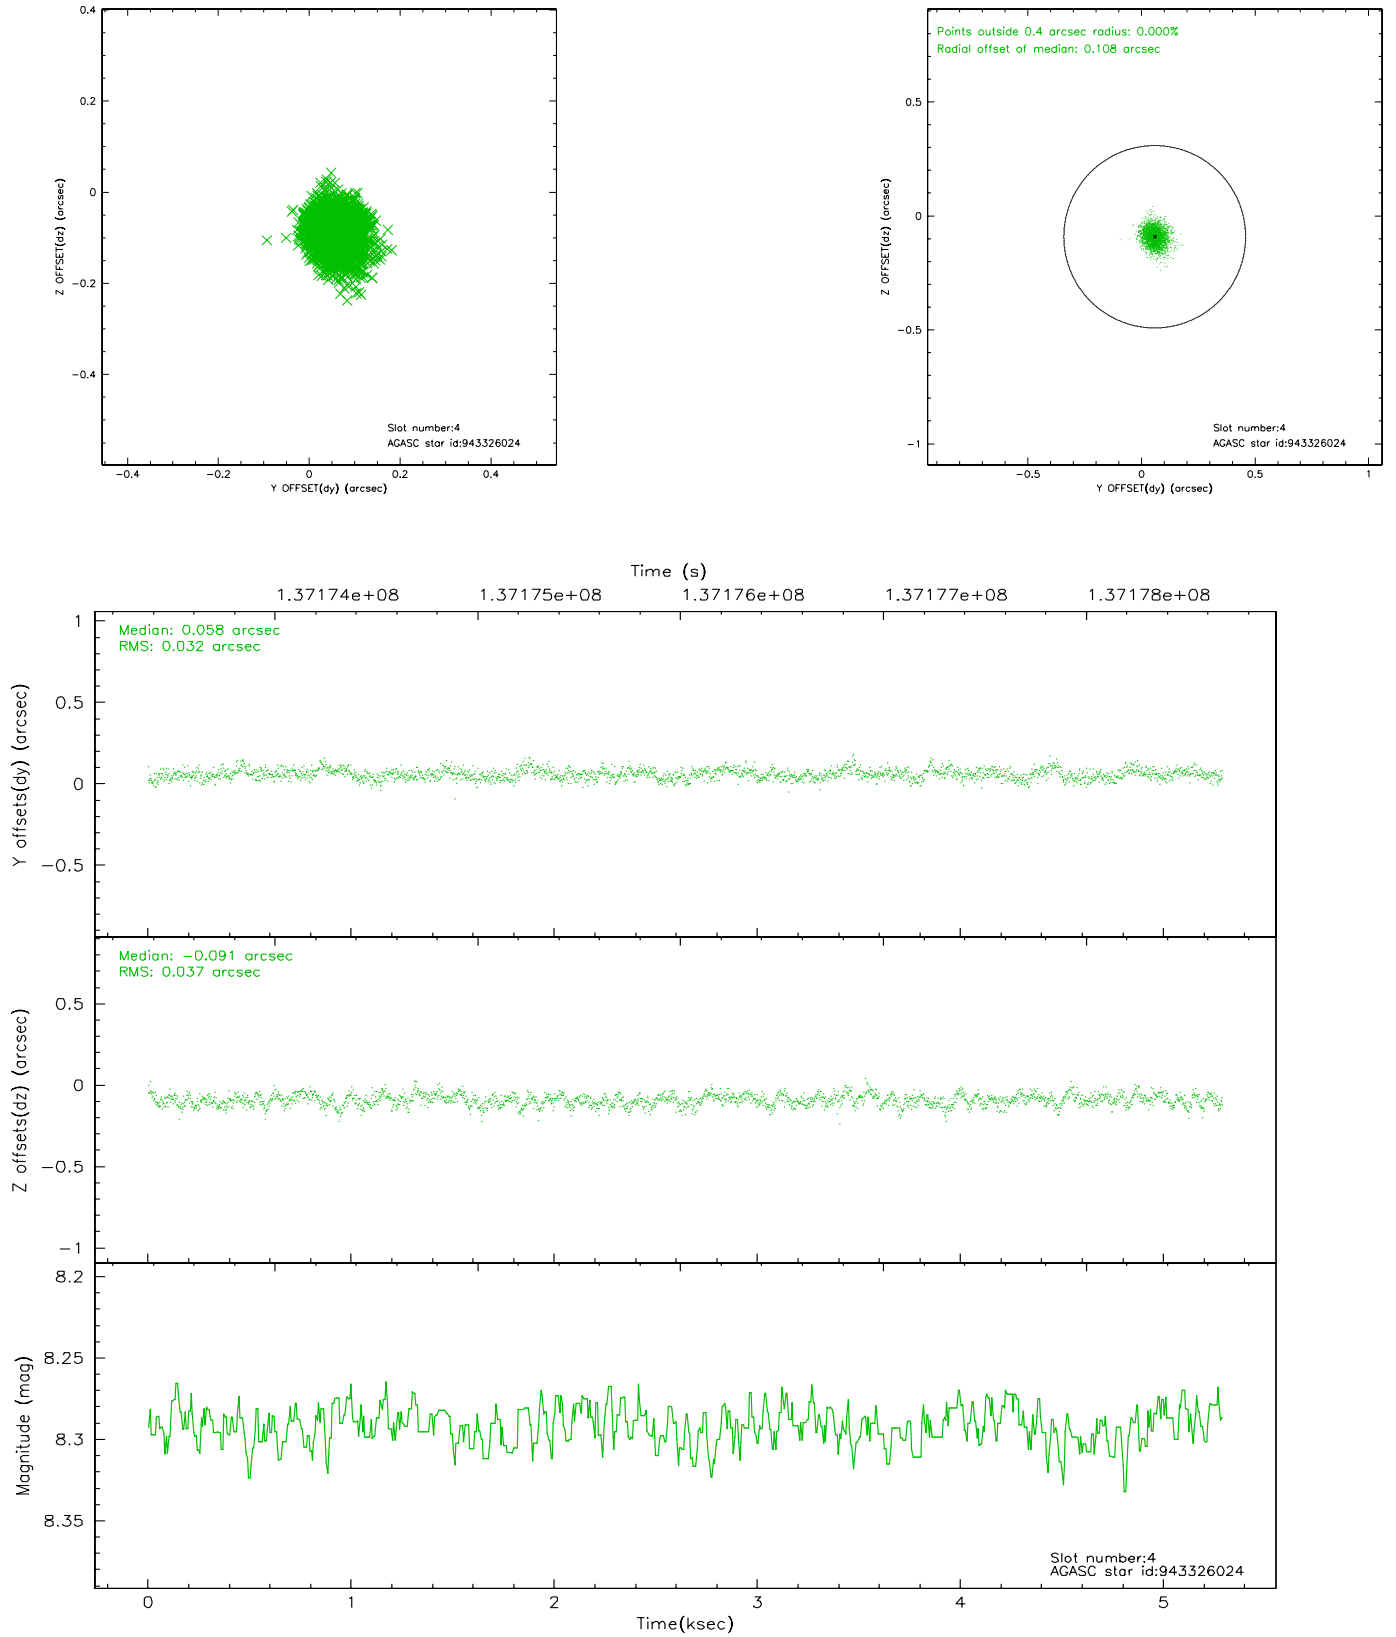 0.4
0.2
0
−0.2
−0.4
Z OFFSET(dz) (arcsec)
Slot number:4
AGASC star id:943326024
−0.4 −0.2 0 0.2 0.4
Y OFFSET(dy) (arcsec)
Points outside 0.4 arcsec radius: 0.000%
Radial offset of median: 0.108 arcsec
0.5
0
−0.5
−1
Z OFFSET(dz) (arcsec)
Slot number:4
AGASC star id:943326024
−0.5 0 0.5 1
Y OFFSET(dy) (arcsec)
Time (s)
1.37174e+08 1.37175e+08 1.37176e+08 1.37177e+08 1.37178e+08
Median: 0.058 arcsec
RMS: 0.032 arcsec
1
0.5
0
−0.5
Y offsets(dy) (arcsec)
Median: −0.091 arcsec
RMS: 0.037 arcsec
0.5
0
−0.5
−1
Z offsets(dz) (arcsec)
8.2
8.25
8.3
8.35
Magnitude (mag)
Slot number:4
AGASC star id:943326024
0 1 2 3 4 5
Time(ksec)